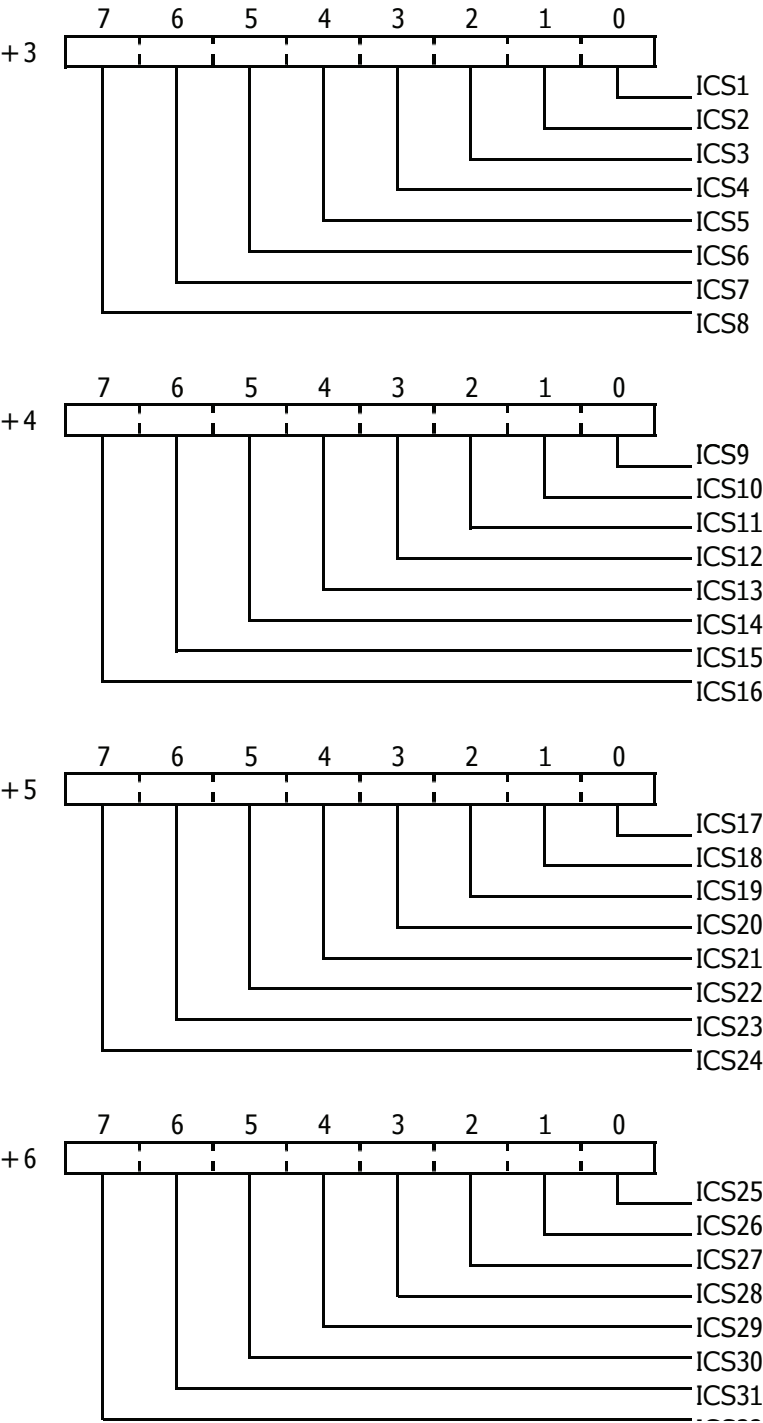 7 6 5 4 3 2 1 0
+3
ICS1
ICS2
ICS3
ICS4
ICS5
ICS6
ICS7
ICS8
7 6 5 4 3 2 1 0
+4
ICS9
ICS10
ICS11
ICS12
ICS13
ICS14
ICS15
ICS16
7 6 5 4 3 2 1 0
+5
ICS17
ICS18
ICS19
ICS20
ICS21
ICS22
ICS23
ICS24
7 6 5 4 3 2 1 0
+6
ICS25
ICS26
ICS27
ICS28
ICS29
ICS30
ICS31